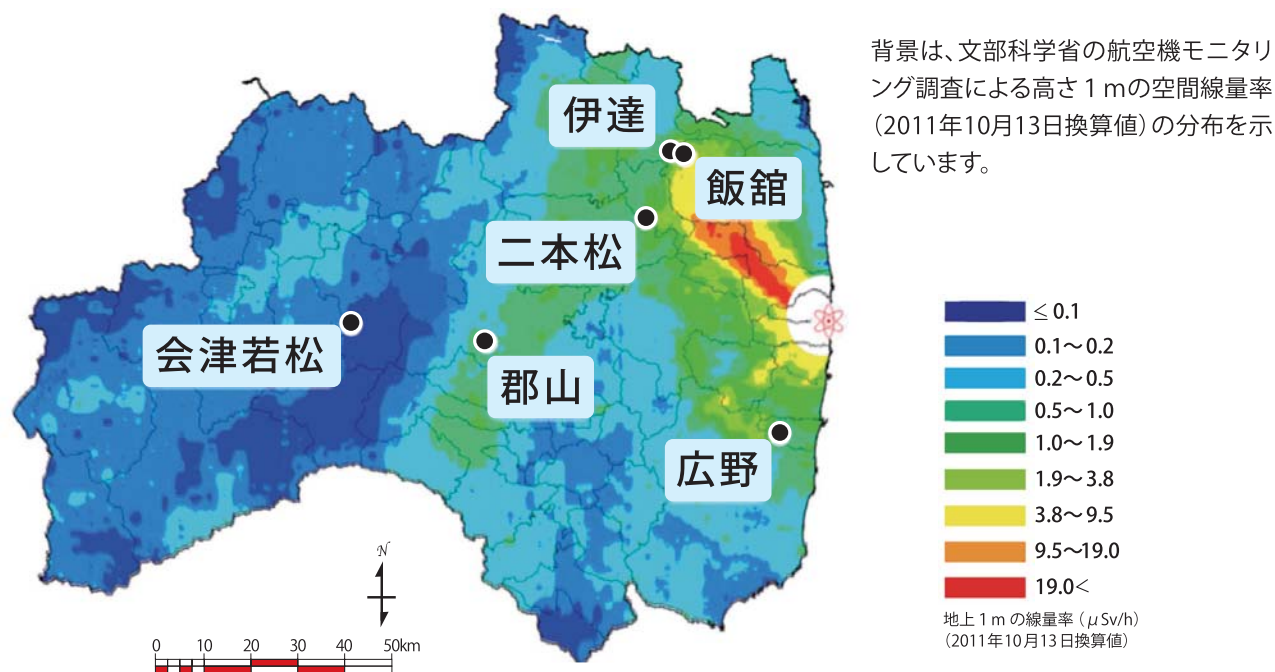 背景は、文部科学省の航空機モニタリ
ング調査による高さ1mの空間線量率
（2011年10月13日換算値）の分布を示
しています。
伊達
飯舘
二本松
会津若松
郡山
広野
≤ 0.1
0.1～0.2
0.2～0.5
0.5～1.0
1.0～1.9
1.9～3.8
3.8～9.5
9.5～19.0
19.0<
地上1mの線量率（μSv/h）
（2011年10月13日換算値）
N
0 10 20 30 40 50km